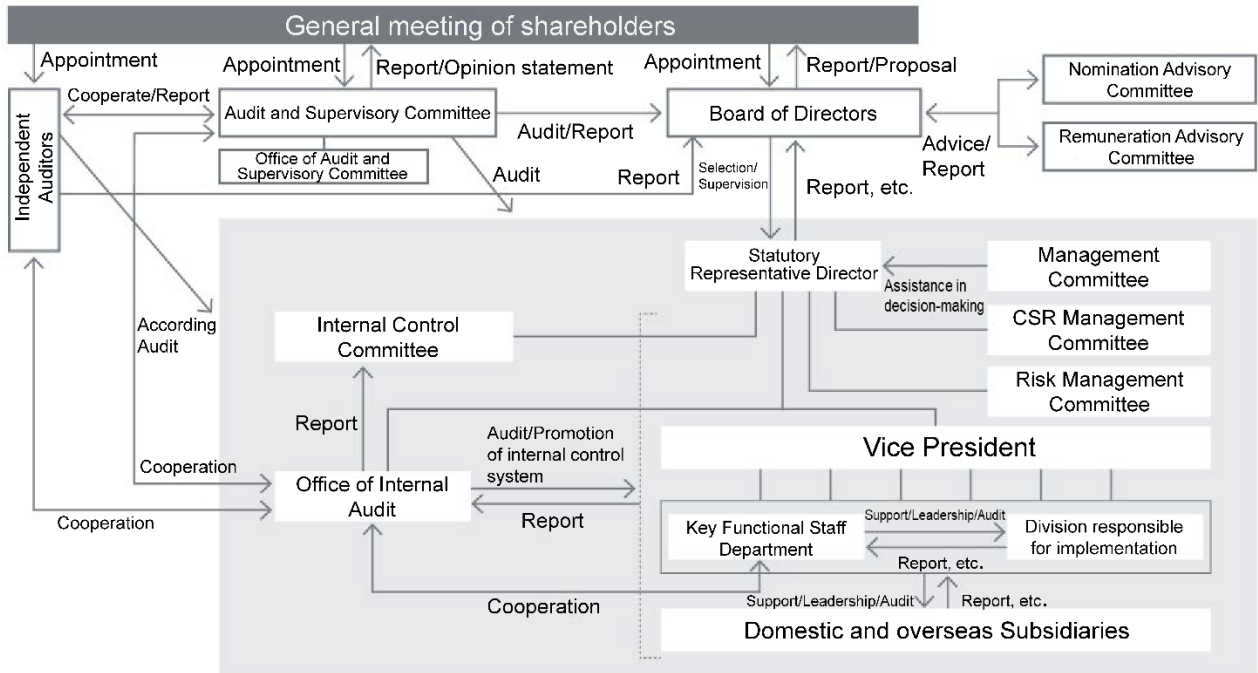 General meeting of shareholders
Appointment
Appointment
Report/Opinion statement
Appointment
Report/Proposal
Cooperate/Report
Independent
Auditors
Audit and Supervisory Committee
Audit/Report
Board of Directors
Nomination Advisory
Committee
Advice/
Report
Remuneration Advisory
Committee
Office of Audit and
Supervisory Committee
Audit
Report
Selection/
Supervision
Report, etc.
Statutory
Representative Director
Management
Committee
Assistance in
decision-making
According
Audit
Internal Control
Committee
CSR Management
Committee
Risk Management
Committee
Report
Audit/Promotion
of internal control
system
Vice President
Cooperation
Office of Internal
Audit
Report
Cooperation
Key Functional Staff
Department
Support/Leadership/Audit
Division responsible
for implementation
Report, etc.
Cooperation
Support/Leadership/Audit
Report, etc.
Domestic and overseas Subsidiaries